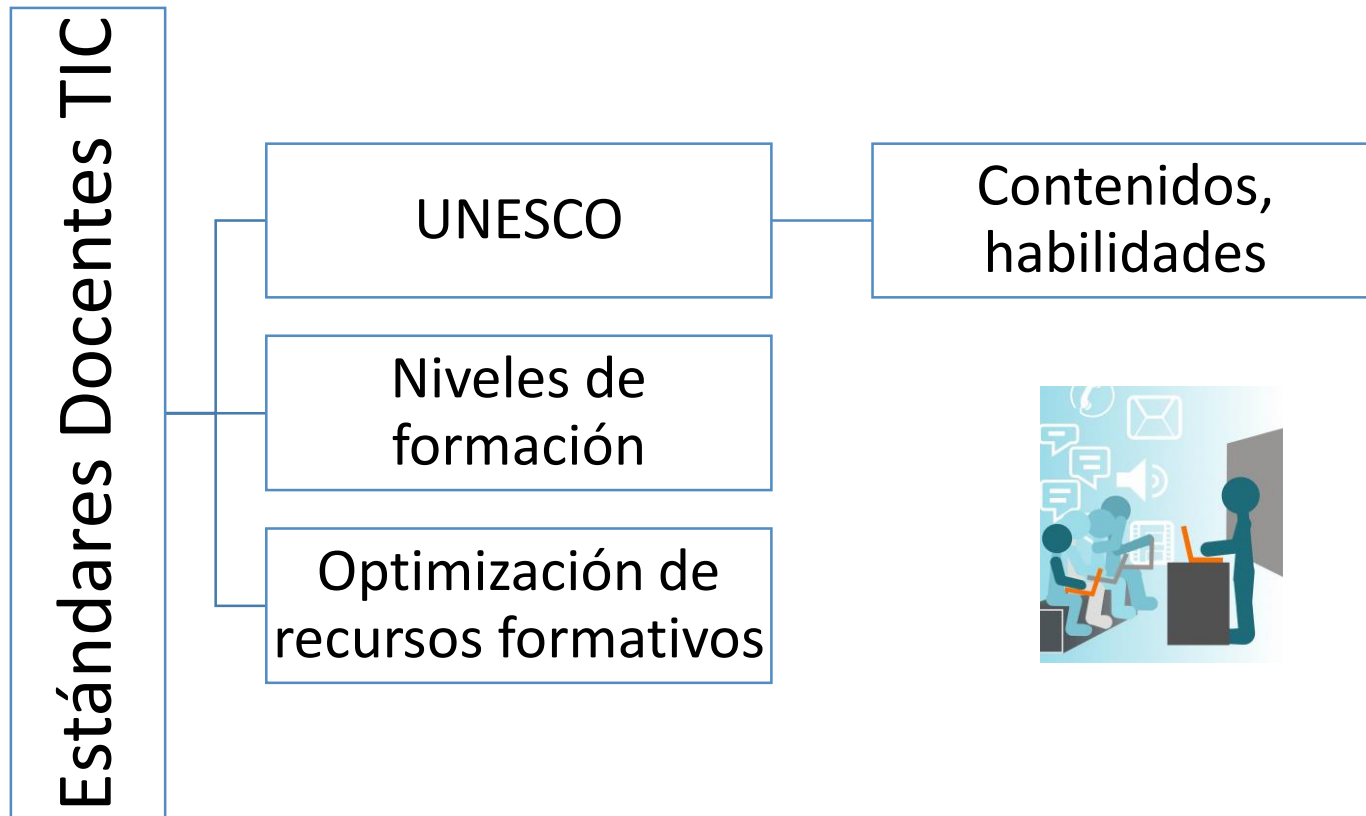 Estándares Docentes TIC
UNESCO
Contenidos,
habilidades
Niveles de
formación
Optimización de
recursos formativos